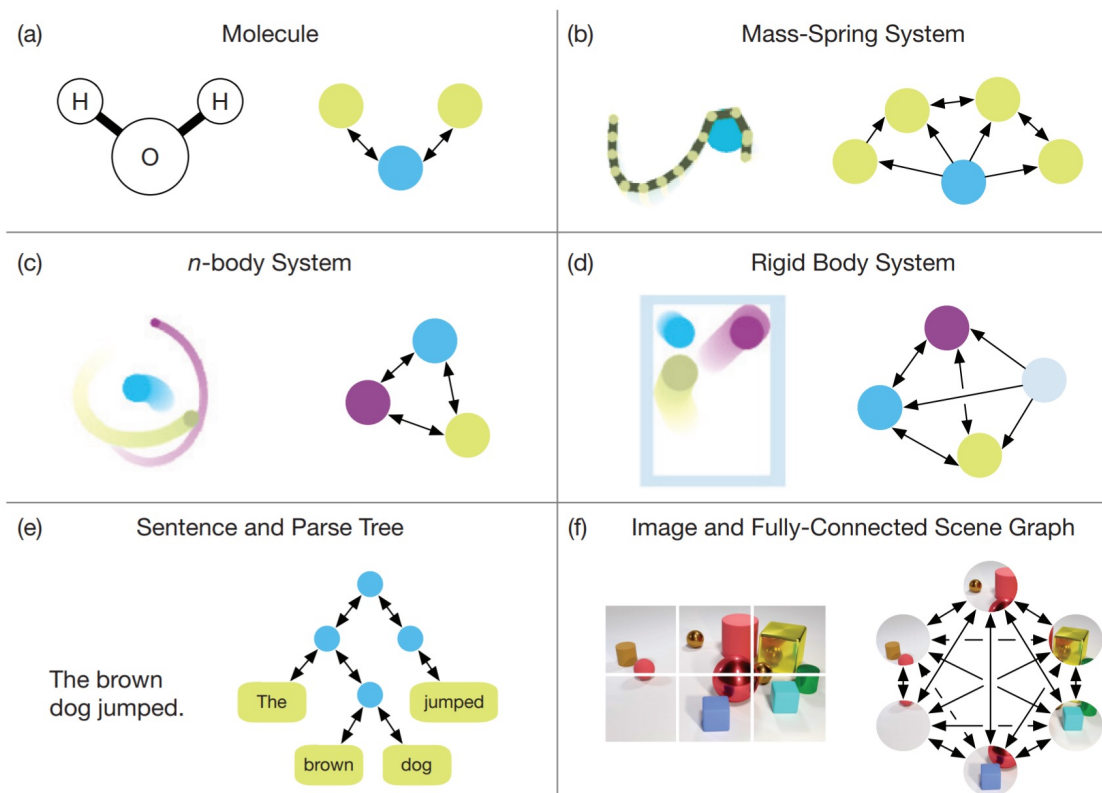 (a) Molecule
H H
O
(b) Mass-Spring System
(c) n-body System
(d) Rigid Body System
(e) Sentence and Parse Tree
The brown
dog jumped.
The jumped
brown dog
(f) Image and Fully-Connected Scene Graph